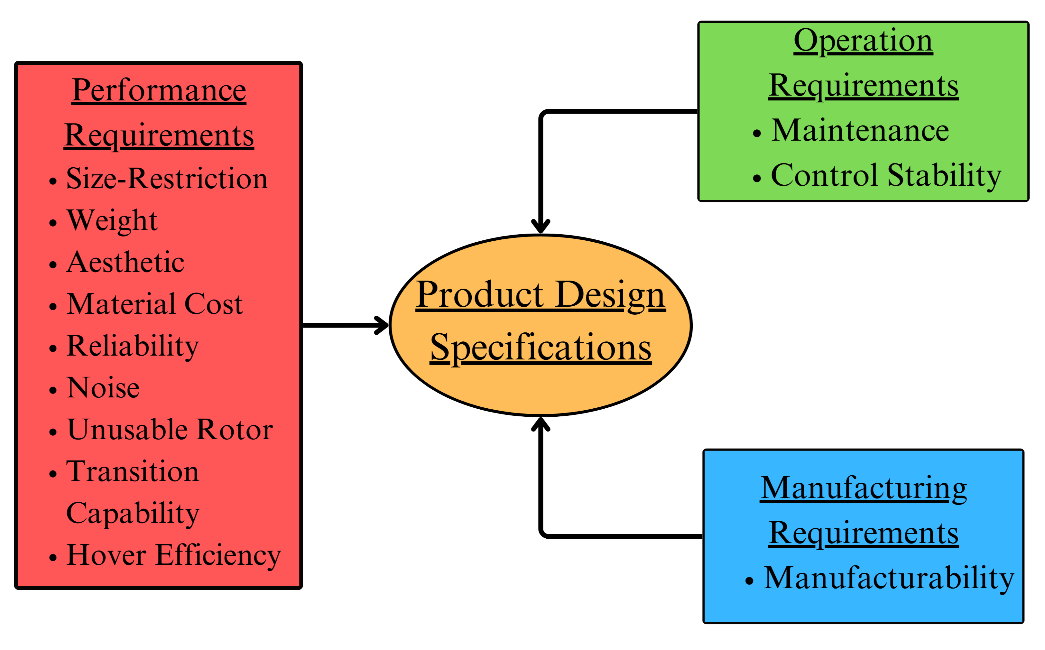 Performance
Requirements
• Size-Restriction
• Weight
• Aesthetic
• Material Cost
• Reliability
• Noise
• Unusable Rotor
• Transition
Capability
• Hover Efficiency
Product Design
Specifications
Operation
Requirements
• Maintenance
• Control Stability
Manufacturing
Requirements
• Manufacturability